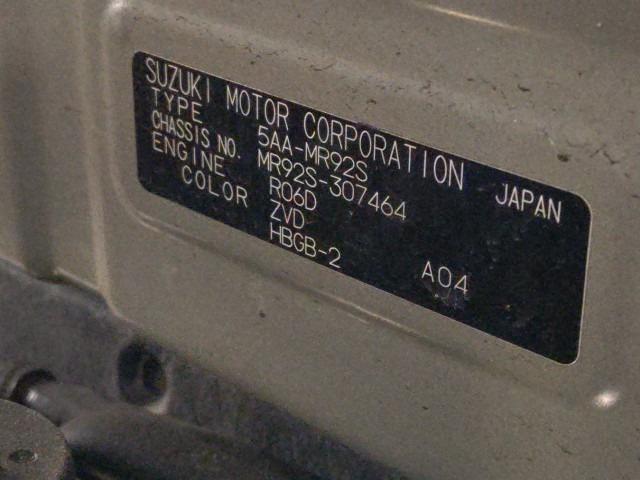 SUZUKI MOTOR CORPORATION JAPAN
TYPE 5AA-MR92S
CHASSIS NO. MR92S-307464
ENGINE R06D
COLOR ZVD
HBGB-2 A04